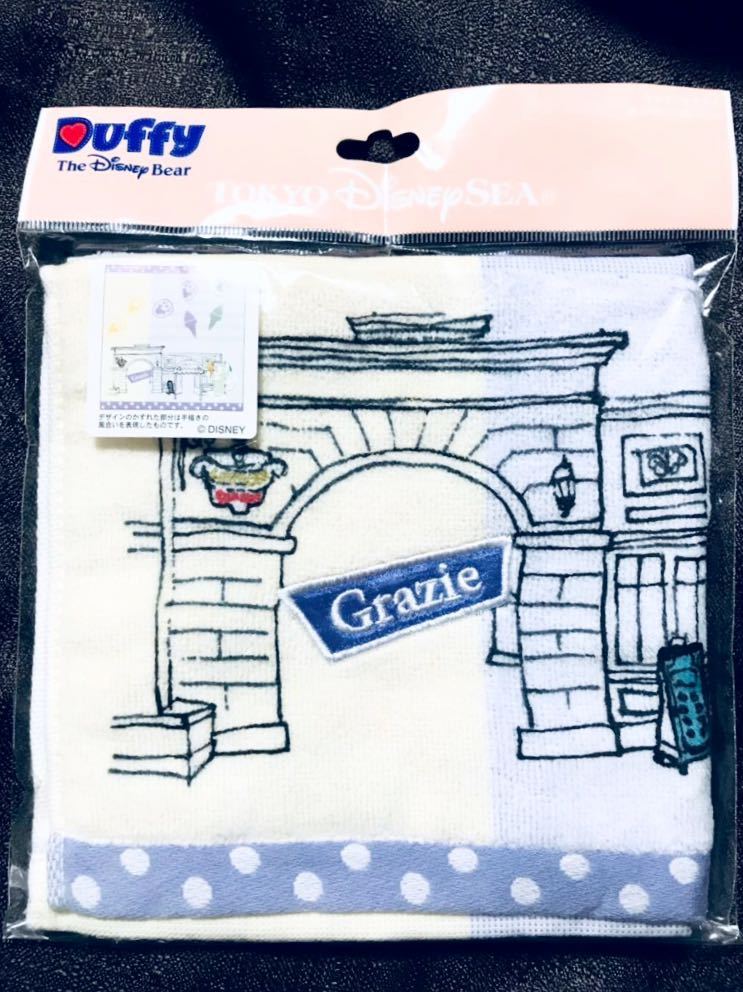 Duffy
The Disney Bear
TOKYO DISNEYSEA®
デザインのかすれた部分は手描きの
風合いを表現したものです。
©DISNEY
Grazie